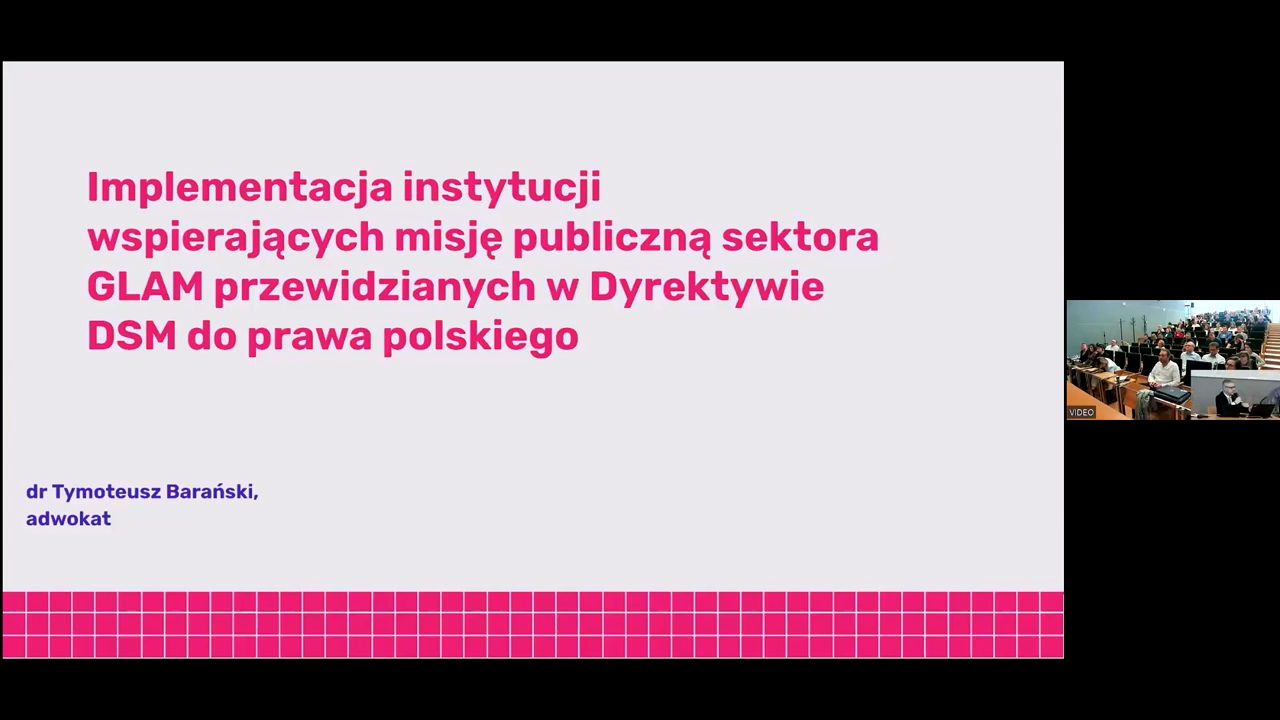 Implementacja instytucji
wspierających misję publiczną sektora
GLAM przewidzianych w Dyrektywie
DSM do prawa polskiego
dr Tymoteusz Barański,
adwokat
VIDEO